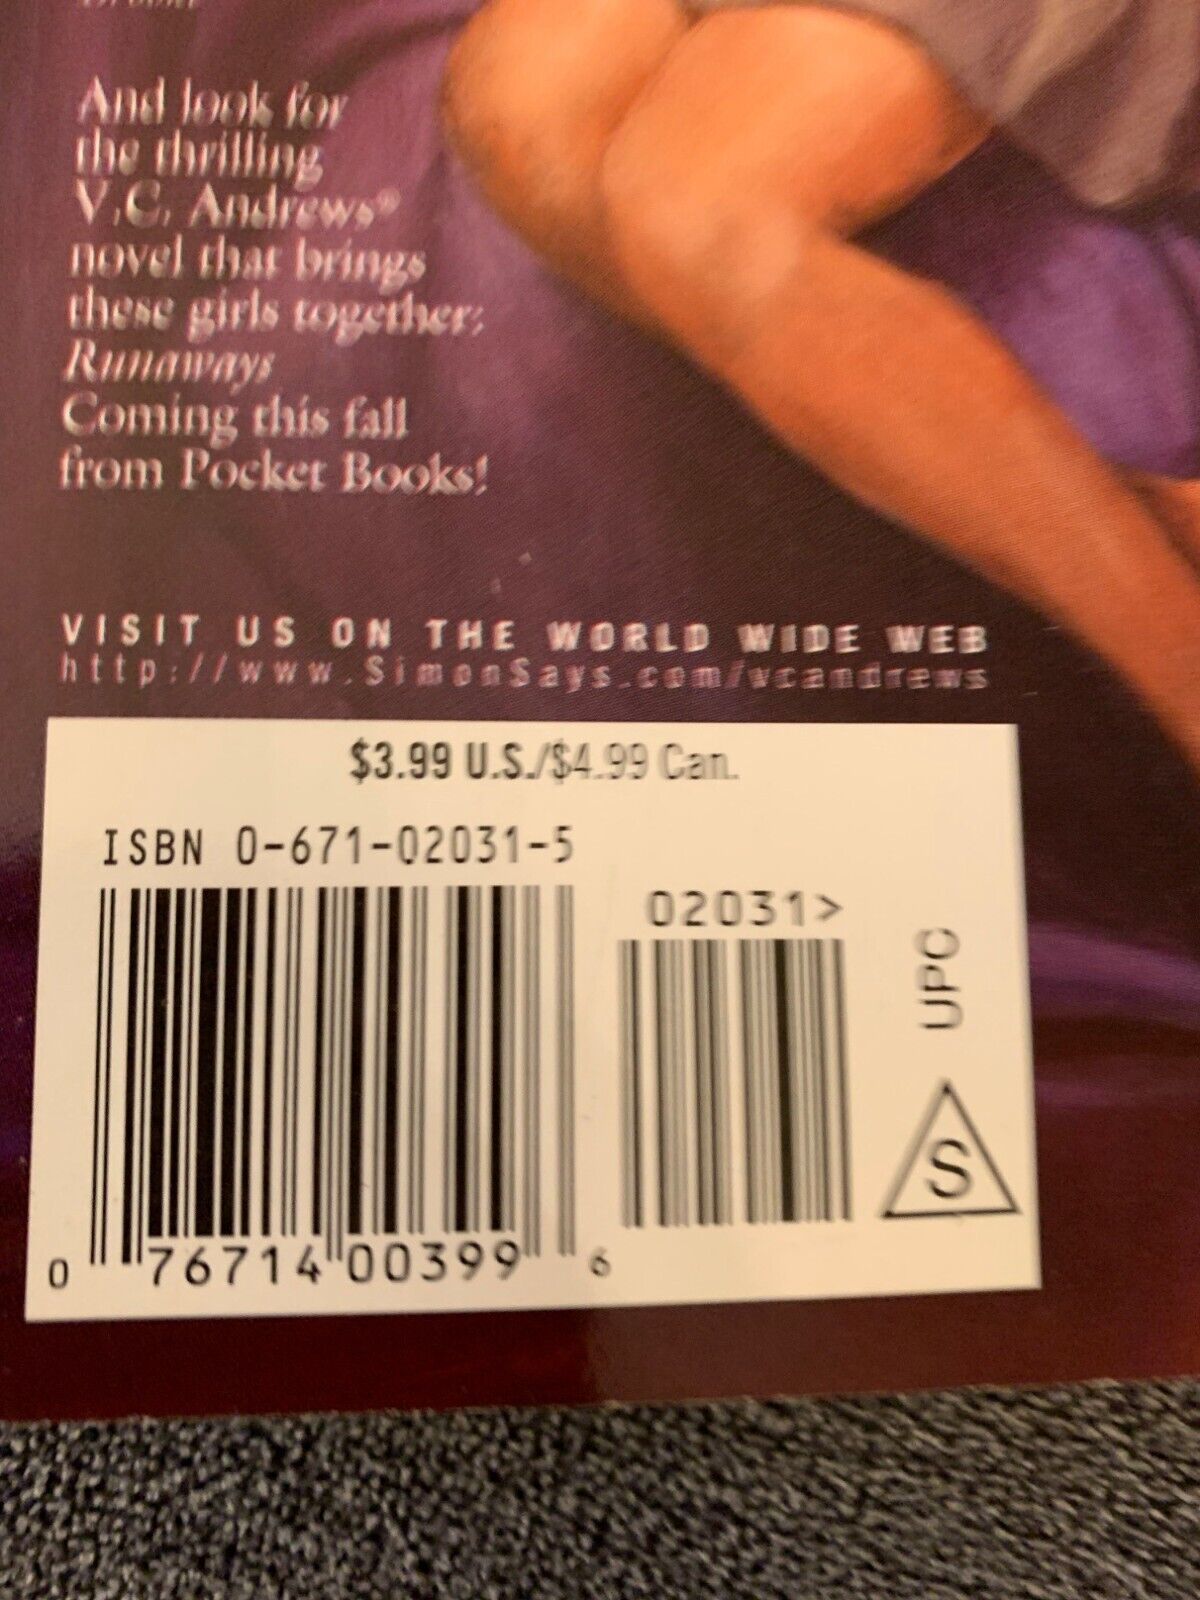 And look for
the thrilling
V.C. Andrews®
novel that brings
these girls together:
Runaways
Coming this fall
from Pocket Books!
VISIT US ON THE WORLD WIDE WEB
http://www.SimonSays.com/vcandrews
$3.99 U.S./$4.99 Can.
ISBN 0-671-02031-5
02031>
UPC
S
0 76714 00399 6